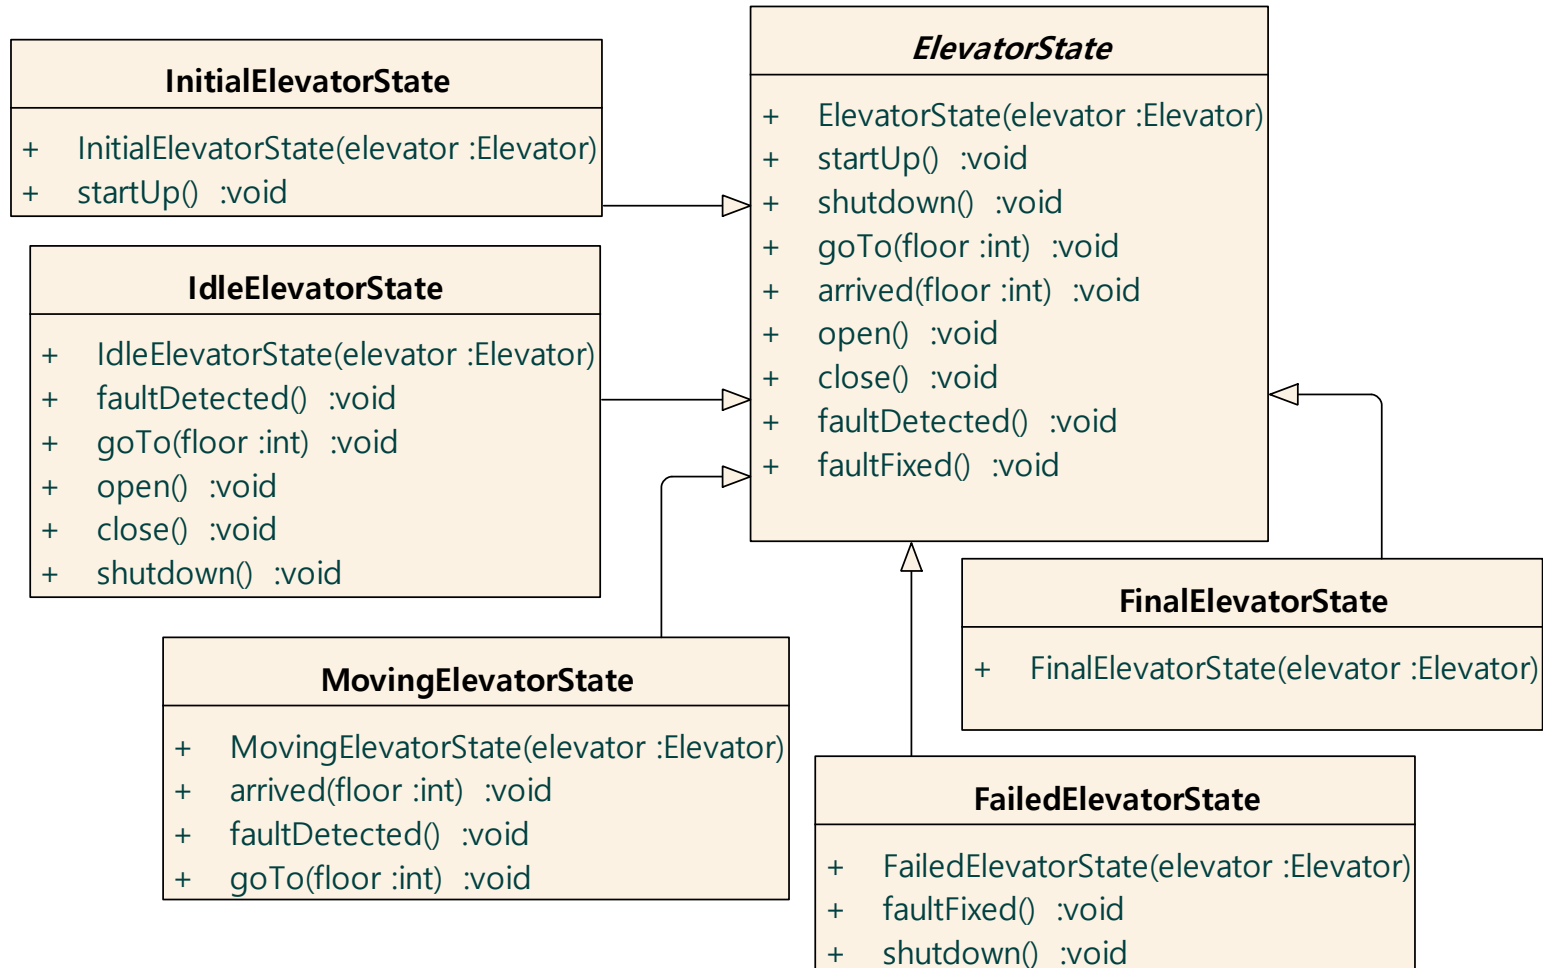 InitialElevatorState
+ InitialElevatorState(elevator :Elevator)
+ startUp() :void
ElevatorState
+ ElevatorState(elevator :Elevator)
+ startUp() :void
+ shutdown() :void
+ goTo(floor :int) :void
+ arrived(floor :int) :void
+ open() :void
+ close() :void
+ faultDetected() :void
+ faultFixed() :void
IdleElevatorState
+ IdleElevatorState(elevator :Elevator)
+ faultDetected() :void
+ goTo(floor :int) :void
+ open() :void
+ close() :void
+ shutdown() :void
MovingElevatorState
+ MovingElevatorState(elevator :Elevator)
+ arrived(floor :int) :void
+ faultDetected() :void
+ goTo(floor :int) :void
FinalElevatorState
+ FinalElevatorState(elevator :Elevator)
FailedElevatorState
+ FailedElevatorState(elevator :Elevator)
+ faultFixed() :void
+ shutdown() :void